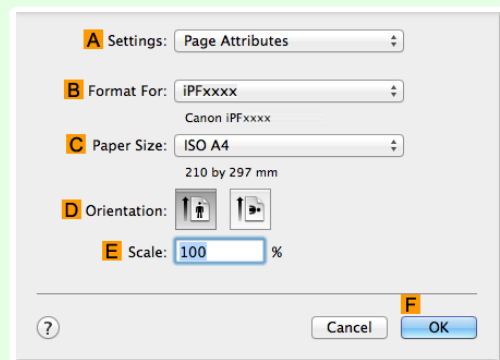 A Settings: Page Attributes
B Format For: iPFxxxx
Canon iPFxxxx
C Paper Size: ISO A4
210 by 297 mm
D Orientation:
E Scale: 100 %
F
? Cancel OK